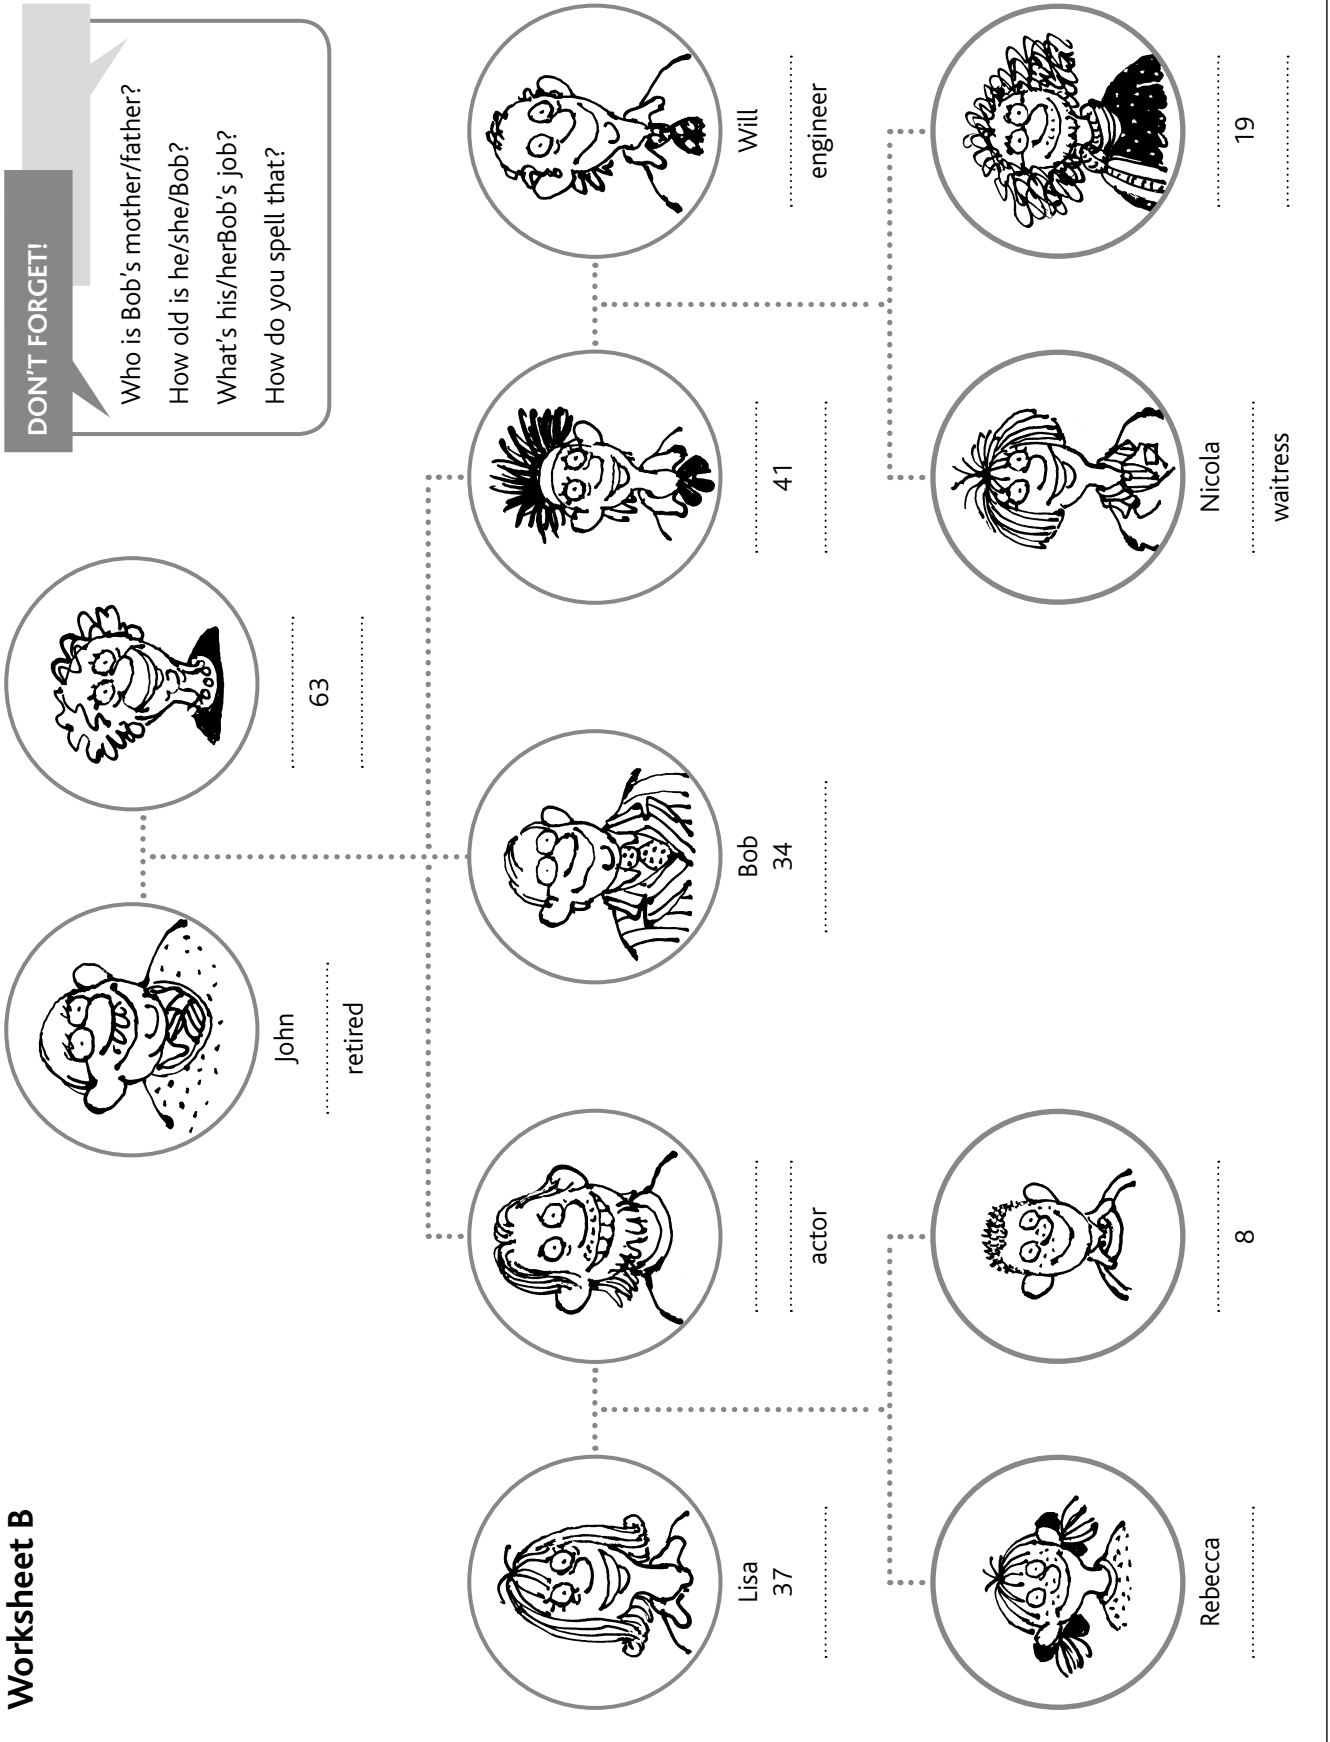 Worksheet B
DON'T FORGET!
Who is Bob's mother/father?
How old is he/she/Bob?
What's his/herBob's job?
How do you spell that?
John
retired
63
Lisa
37
actor
Bob
34
41
Will
engineer
Rebecca
8
Nicola
waitress
19